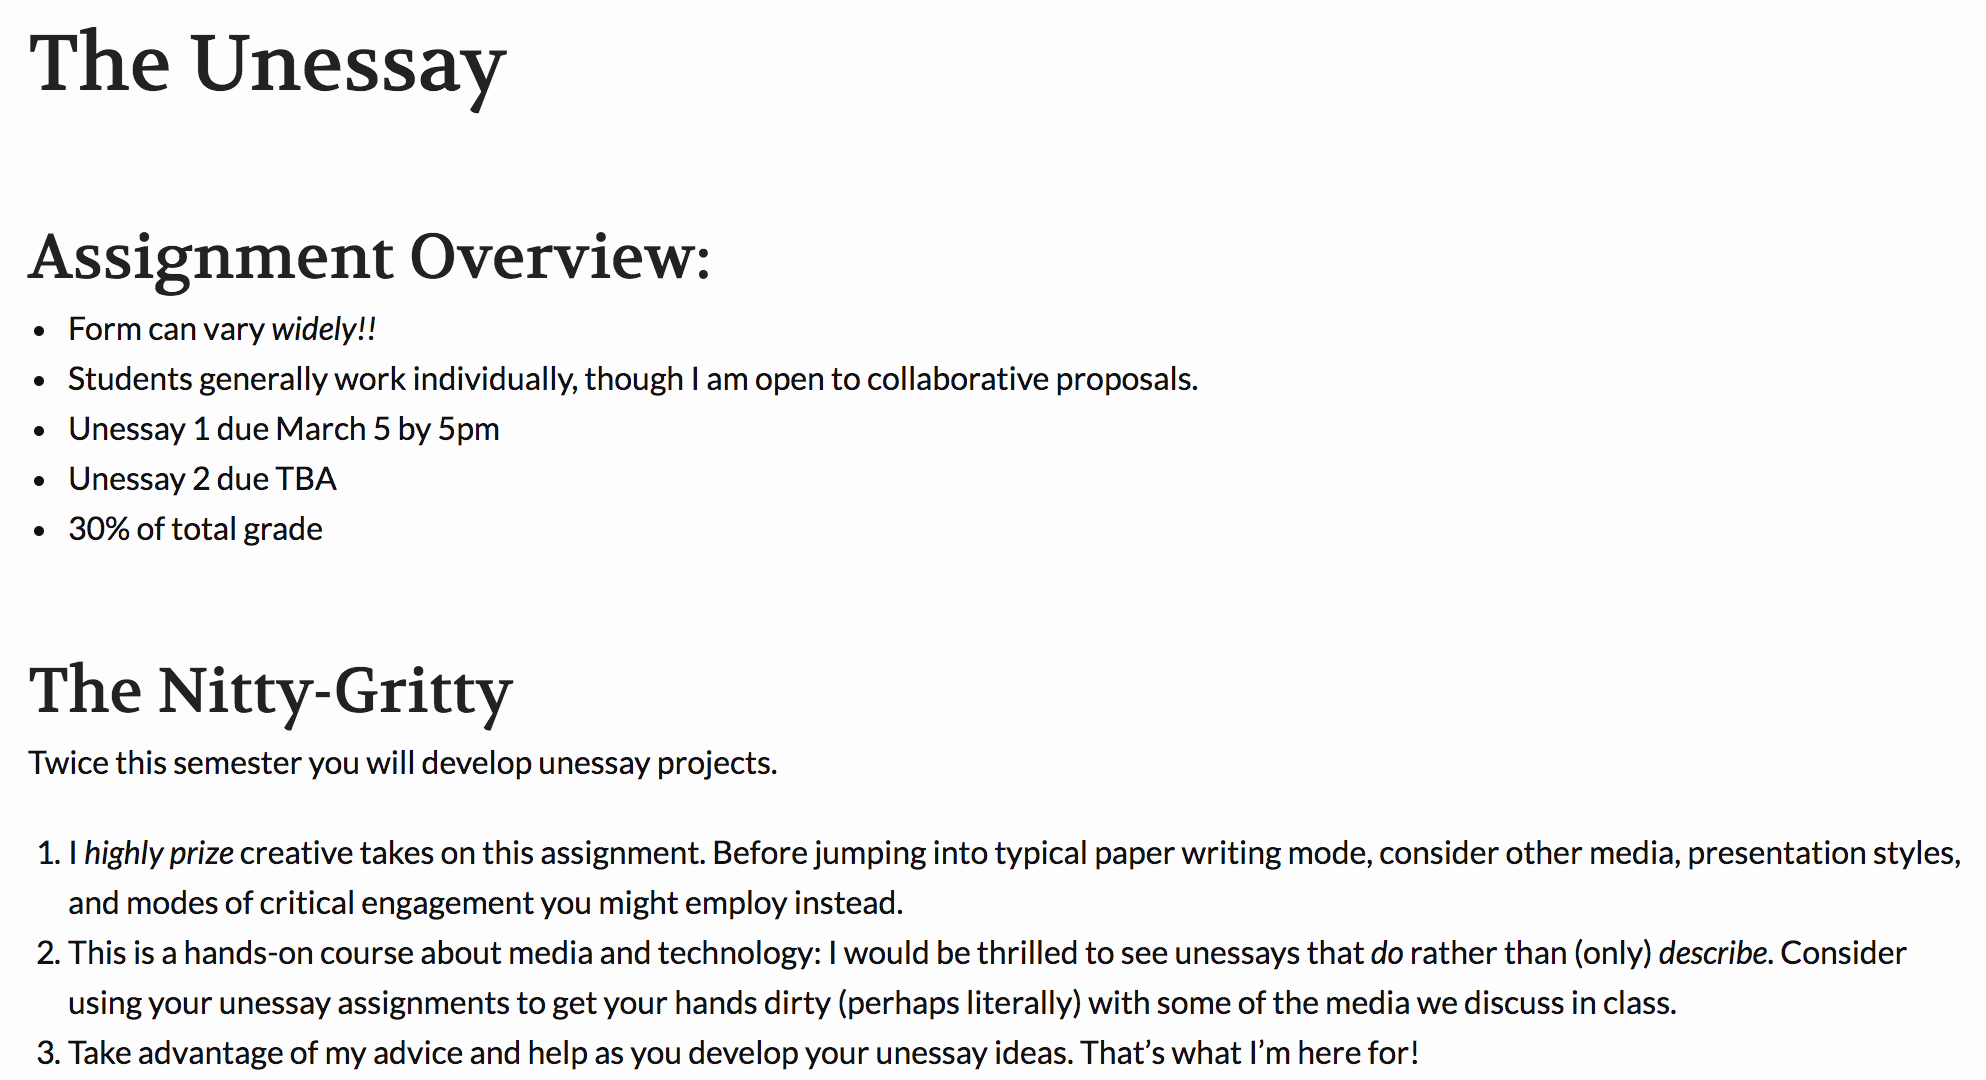 The Unessay
Assignment Overview:
• Form can vary widely!!
• Students generally work individually, though I am open to collaborative proposals.
• Unessay 1 due March 5 by 5pm
• Unessay 2 due TBA
• 30% of total grade
The Nitty-Gritty
Twice this semester you will develop unessay projects.
1. I highly prize creative takes on this assignment. Before jumping into typical paper writing mode, consider other media, presentation styles,
and modes of critical engagement you might employ instead.
2. This is a hands-on course about media and technology: I would be thrilled to see unessays that do rather than (only) describe. Consider
using your unessay assignments to get your hands dirty (perhaps literally) with some of the media we discuss in class.
3. Take advantage of my advice and help as you develop your unessay ideas. That’s what I’m here for!